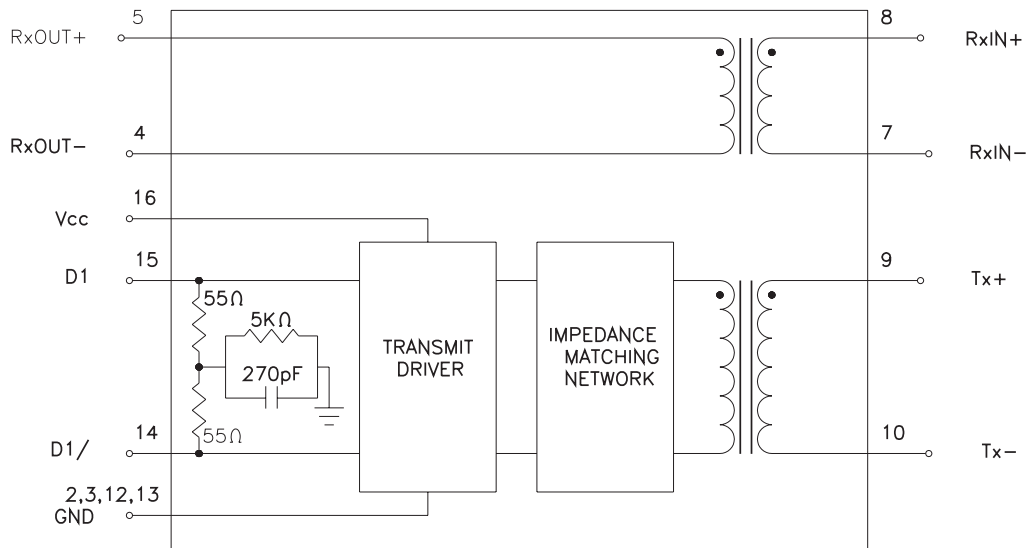 5
8
RxOUT+
RxIN+
4
7
RxOUT−
RxIN−
16
Vcc
15
9
D1
Tx+
55Ω
5KΩ
TRANSMIT
DRIVER
IMPEDANCE
MATCHING
NETWORK
270pF
14
55Ω
10
D1/
Tx−
2,3,12,13
GND